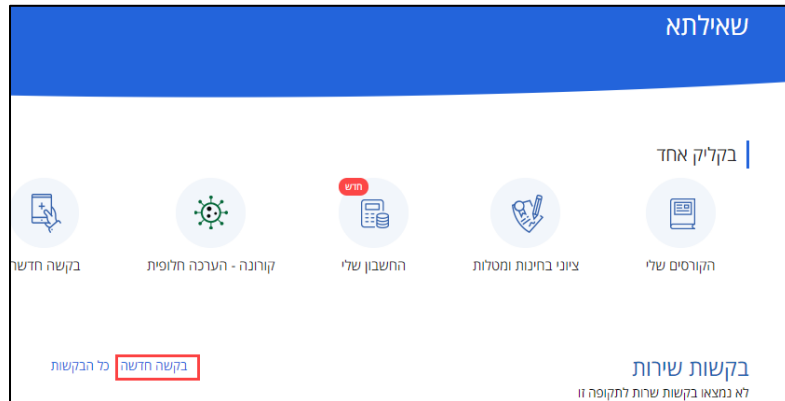 שאילתא
בקליק אחד
חדש
הקורסים שלי
ציוני בחינות ומטלות
החשבון שלי
קורונה - הערכה חלופית
בקשה חדשה
בקשות שירות
בקשה חדשה כל הבקשות
לא נמצאו בקשות שרות לתקופה זו